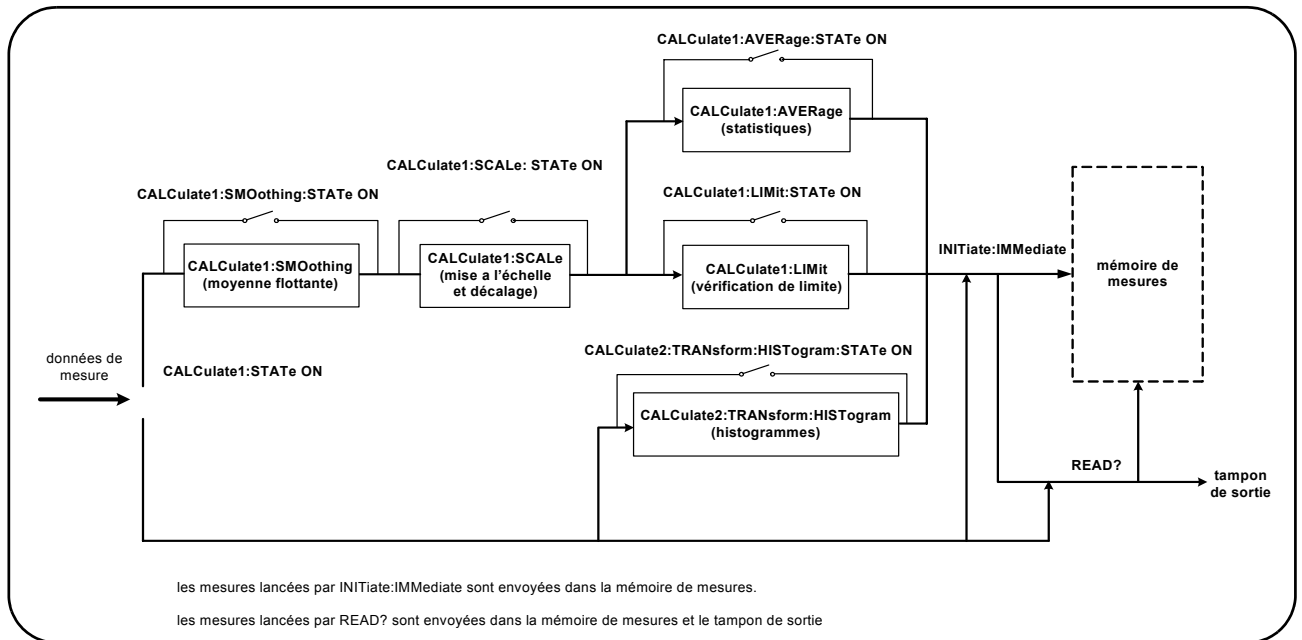 CALCulate1:AVERage:STATe ON
CALCulate1:AVERage
(statistiques)
CALCulate1:SCALe: STATe ON
CALCulate1:SMOothing:STATe ON
CALCulate1:LIMit:STATe ON
CALCulate1:SMOothing
(moyenne flottante)
CALCulate1:SCALe
(mise a l'échelle
et décalage)
CALCulate1:LIMit
(vérification de limite)
INITiate:IMMediate
mémoire de
mesures
données de
mesure
CALCulate1:STATe ON
CALCulate2:TRANsform:HISTogram:STATe ON
CALCulate2:TRANsform:HISTogram
(histogrammes)
READ?
tampon
de sortie
les mesures lancées par INITiate:IMMediate sont envoyées dans la mémoire de mesures.
les mesures lancées par READ? sont envoyées dans la mémoire de mesures et le tampon de sortie